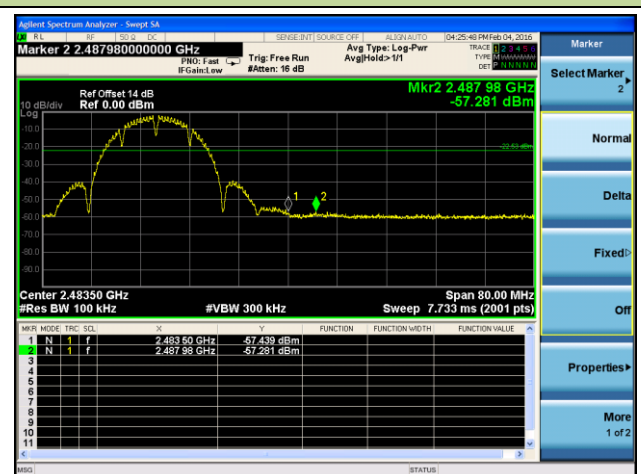 Agilent Spectrum Analyzer - Swept SA
RL RF 50 Ω DC SENSE:INT SOURCE OFF ALIGN AUTO 04:25:48 PM Feb 04, 2016
Marker 2 2.487980000000 GHz
PNO: Fast
IFGain:Low
Trig: Free Run
#Atten: 16 dB
Avg Type: Log-Pwr
Avg|Hold>1/1
TRACE 1 2 3 4 5 6
TYPE MWWWWW
DET P N N N N N
Ref Offset 14 dB
Ref 0.00 dBm
10 dB/div
Log
Mkr2 2.487 98 GHz
-57.281 dBm
-10.0
-20.0
-22.53 dBm
-30.0
-40.0
-50.0
-60.0
-70.0
-80.0
-90.0
1
2
Center 2.48350 GHz
#Res BW 100 kHz
#VBW 300 kHz
Span 80.00 MHz
Sweep 7.733 ms (2001 pts)
MKR MODE TRC SCL X Y FUNCTION FUNCTION WIDTH FUNCTION VALUE
1 N 1 f 2.483 50 GHz -57.439 dBm
2 N 1 f 2.487 98 GHz -57.281 dBm
3
4
5
6
7
8
9
10
11
MSG STATUS
Marker
Select Marker
2
Normal
Delta
Fixed
Off
Properties
More
1 of 2